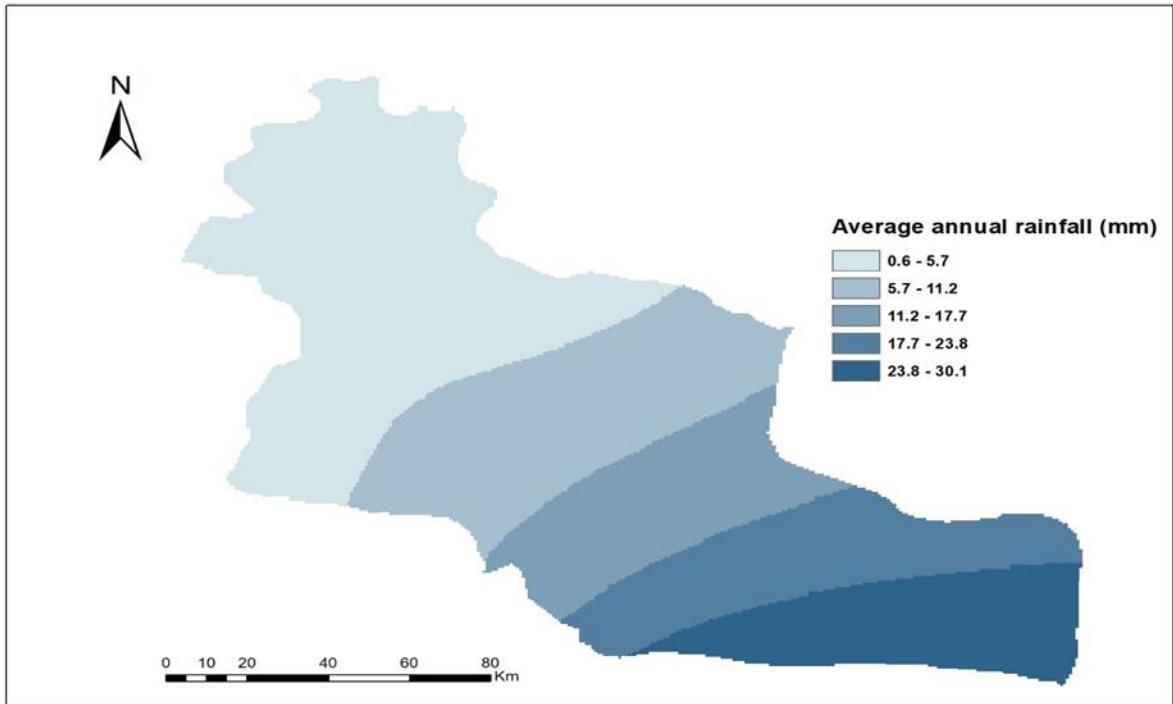 N
Average annual rainfall (mm)
0.6 - 5.7
5.7 - 11.2
11.2 - 17.7
17.7 - 23.8
23.8 - 30.1
0 10 20 40 60 80
Km